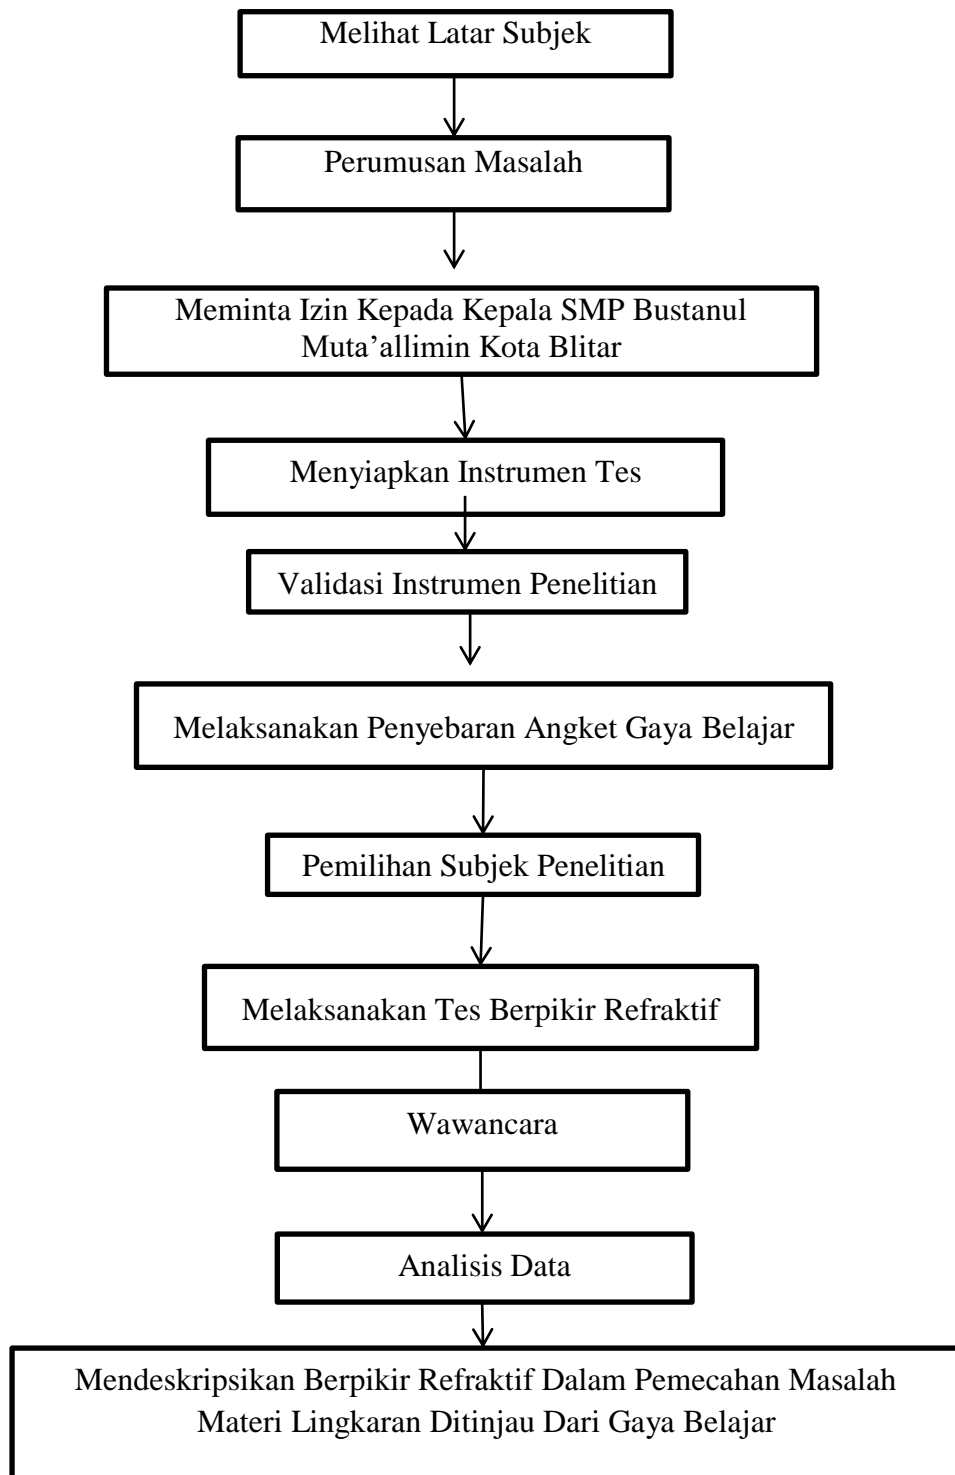 Melihat Latar Subjek
Perumusan Masalah
Meminta Izin Kepada Kepala SMP Bustanul
Muta’allimin Kota Blitar
Menyiapkan Instrumen Tes
Validasi Instrumen Penelitian
Melaksanakan Penyebaran Angket Gaya Belajar
Pemilihan Subjek Penelitian
Melaksanakan Tes Berpikir Refraktif
Wawancara
Analisis Data
Mendeskripsikan Berpikir Refraktif Dalam Pemecahan Masalah
Materi Lingkaran Ditinjau Dari Gaya Belajar